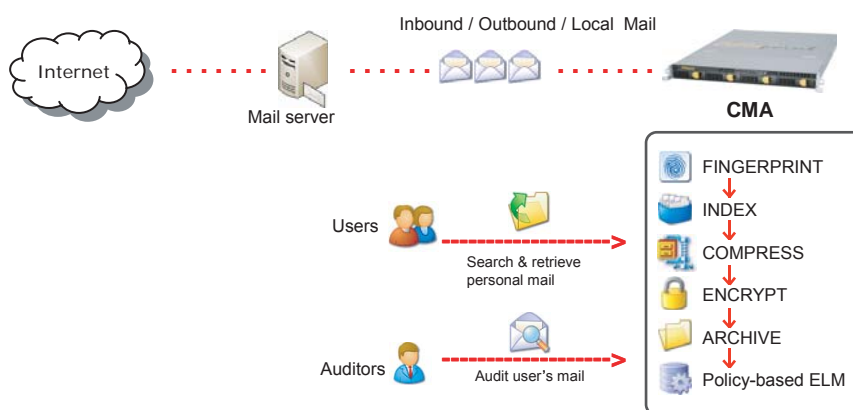 Inbound / Outbound / Local Mail
Internet
Mail server
CMA
FINGERPRINT
INDEX
COMPRESS
ENCRYPT
ARCHIVE
Policy-based ELM
Users
Search & retrieve
personal mail
Auditors
Audit user's mail